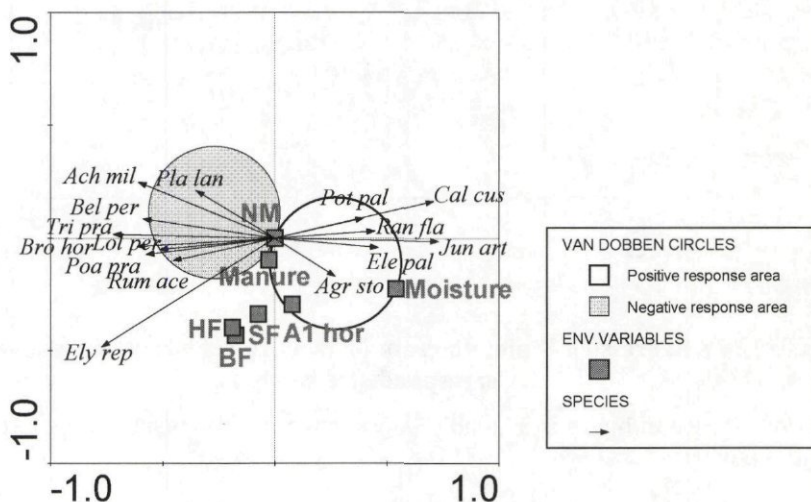 1.0
Ach mil
Pla lan
Pot pal
Cal cus
Bel per
NM
Tri pra
Ran fla
Bro hor
Lol per
Jun art
Poa pra
Ele pal
Rum ace
Manure
Agr sto
Moisture
HF
SF
A1 hor
BF
Ely rep
-1.0
-1.0
1.0
VAN DOBBEN CIRCLES
Positive response area
Negative response area
ENV.VARIABLES
SPECIES